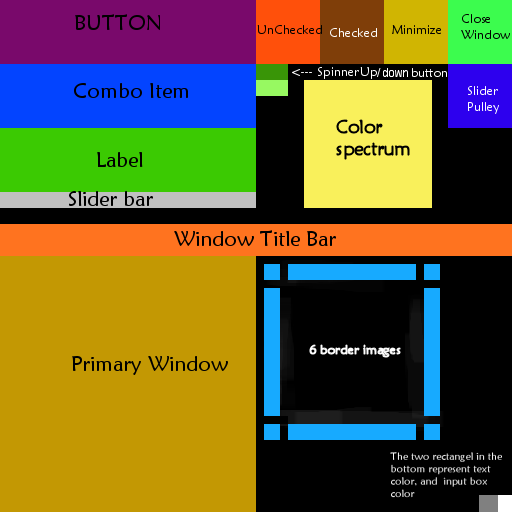 BUTTON
UnChecked
Checked
Minimize
Close
Window
Combo Item
<--- SpinnerUp/down button
Slider
Pulley
Color
spectrum
Label
Slider bar
Window Title Bar
Primary Window
6 border images
The two rectangel in the
bottom represent text
color, and input box
color